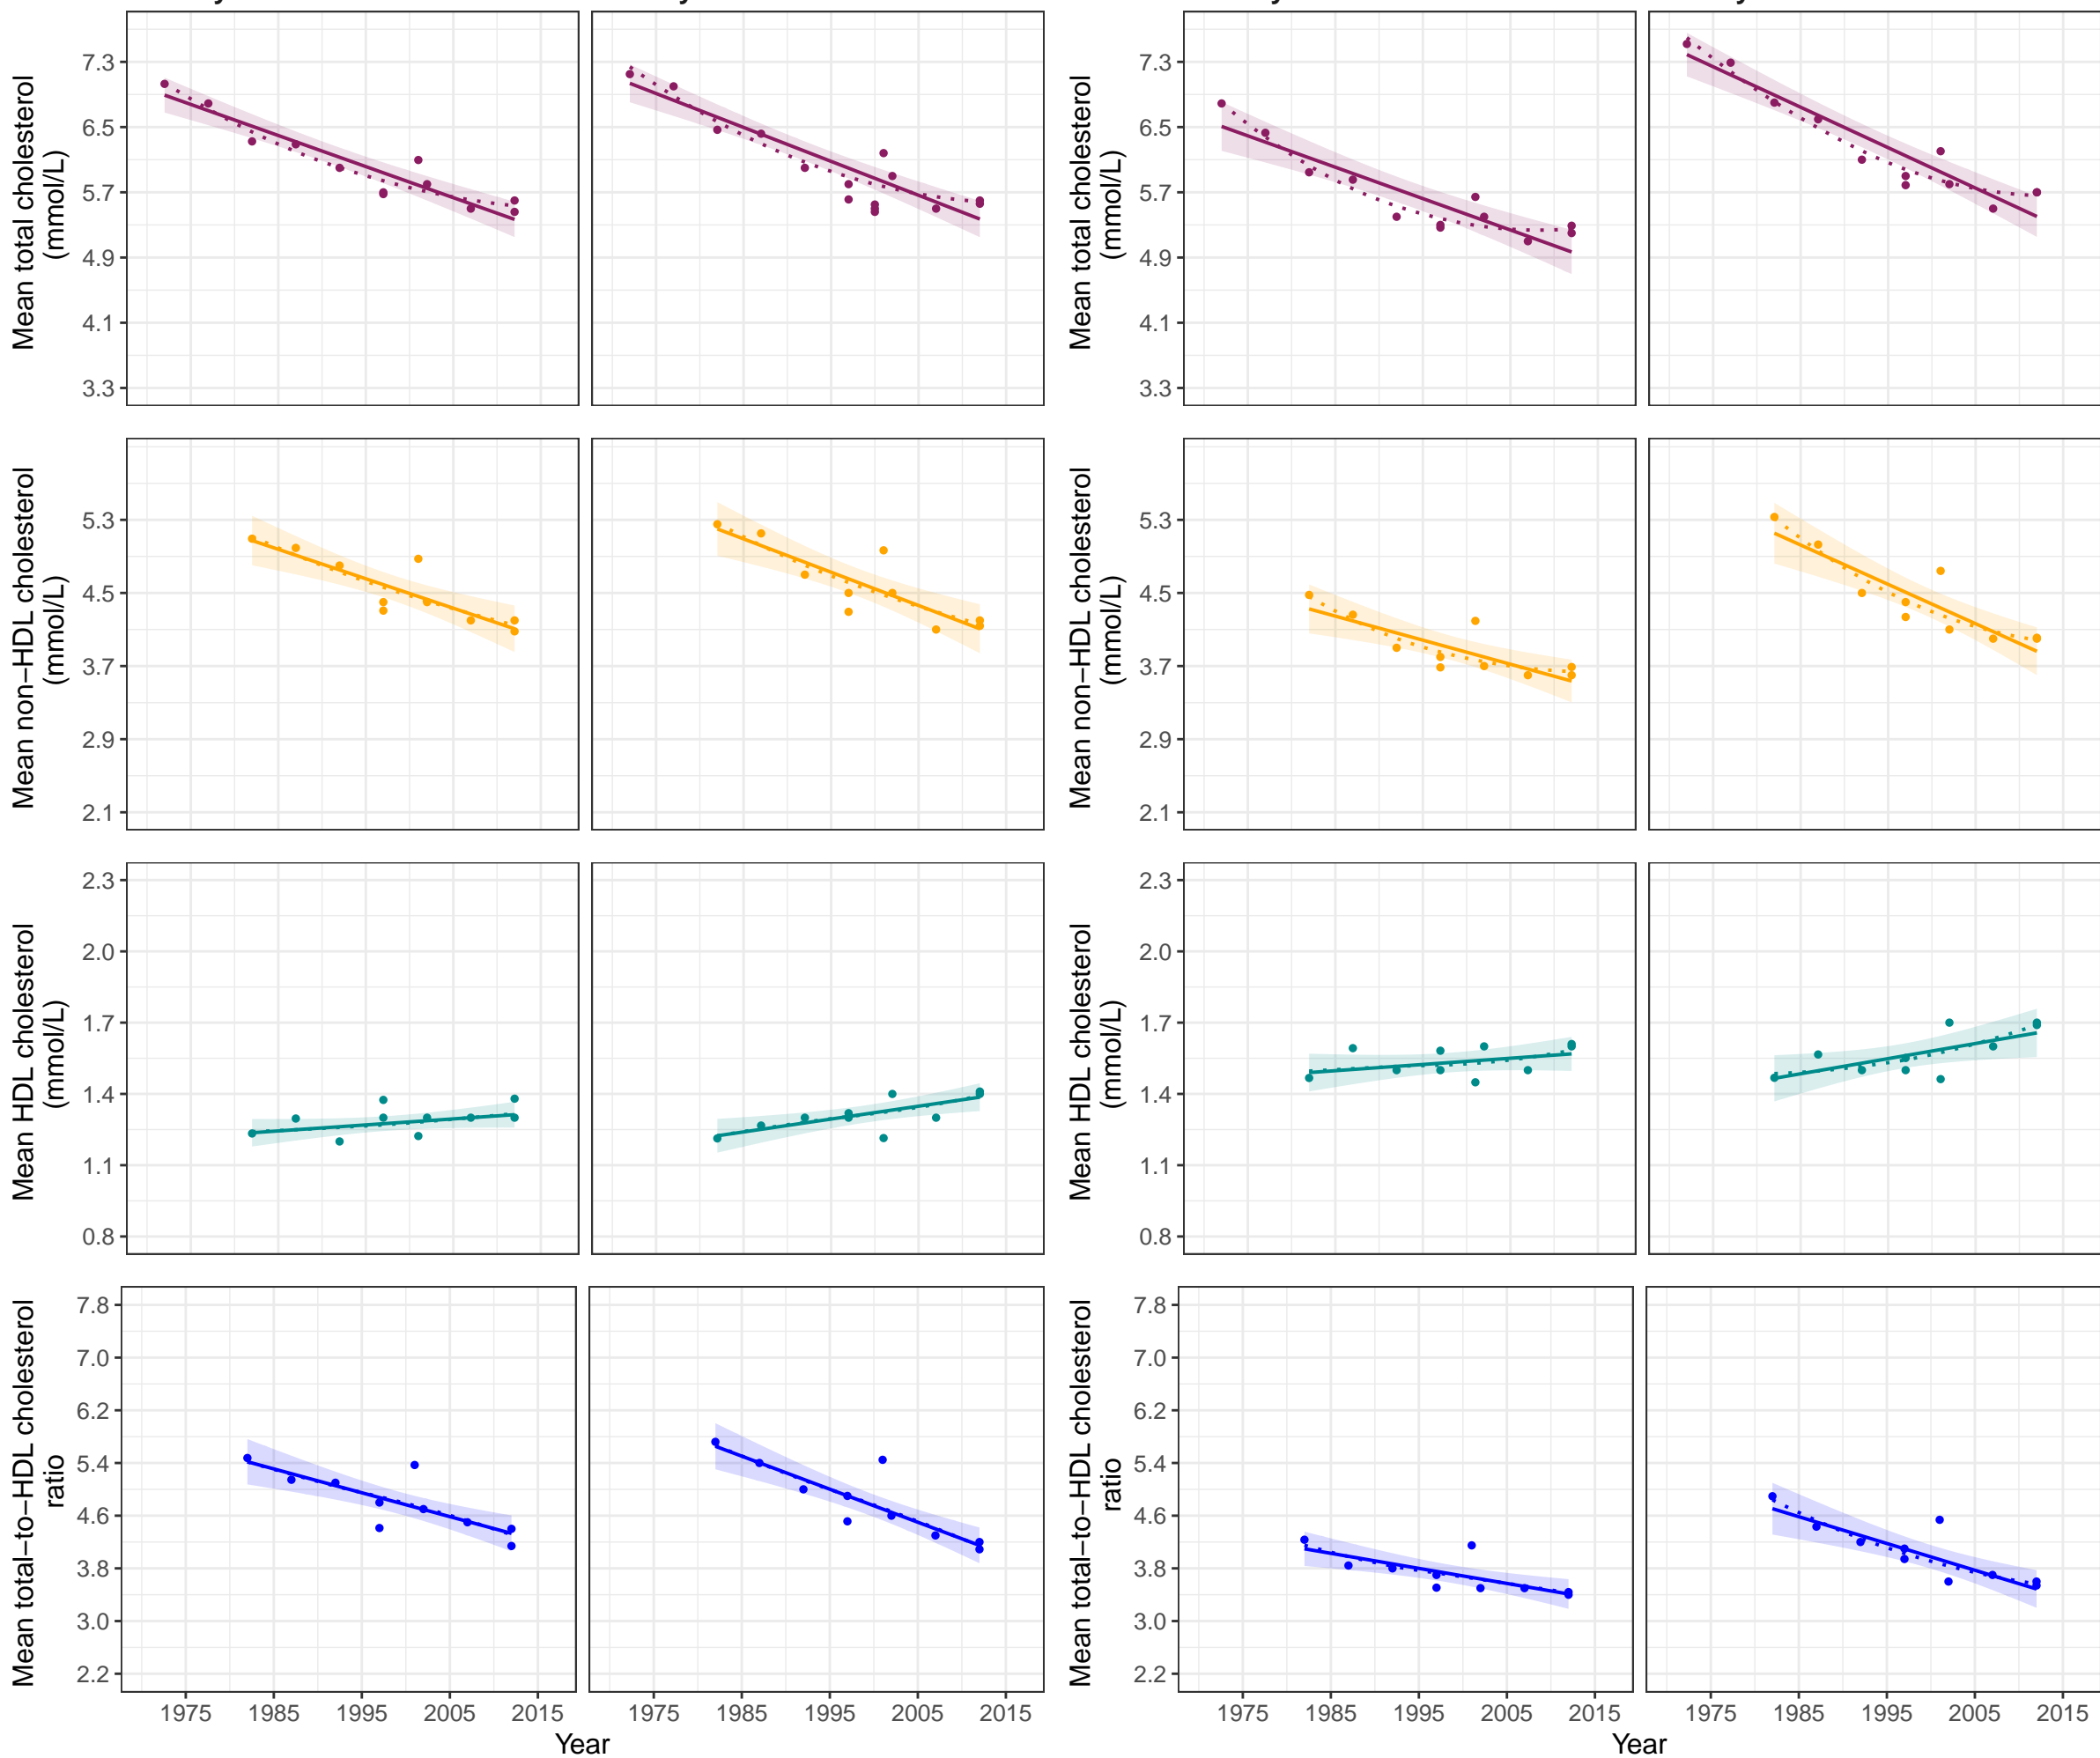 Mean total cholesterol
(mmol/L)
7.3
6.5
5.7
4.9
4.1
3.3
Mean total cholesterol
(mmol/L)
7.3
6.5
5.7
4.9
4.1
3.3
Mean non−HDL cholesterol
(mmol/L)
5.3
4.5
3.7
2.9
2.1
Mean non−HDL cholesterol
(mmol/L)
5.3
4.5
3.7
2.9
2.1
Mean HDL cholesterol
(mmol/L)
2.3
2.0
1.7
1.4
1.1
0.8
Mean HDL cholesterol
(mmol/L)
2.3
2.0
1.7
1.4
1.1
0.8
Mean total−to−HDL cholesterol
ratio
7.8
7.0
6.2
5.4
4.6
3.8
3.0
2.2
Mean total−to−HDL cholesterol
ratio
7.8
7.0
6.2
5.4
4.6
3.8
3.0
2.2
1975 1985 1995 2005 2015
1975 1985 1995 2005 2015
1975 1985 1995 2005 2015
1975 1985 1995 2005 2015
Year
Year